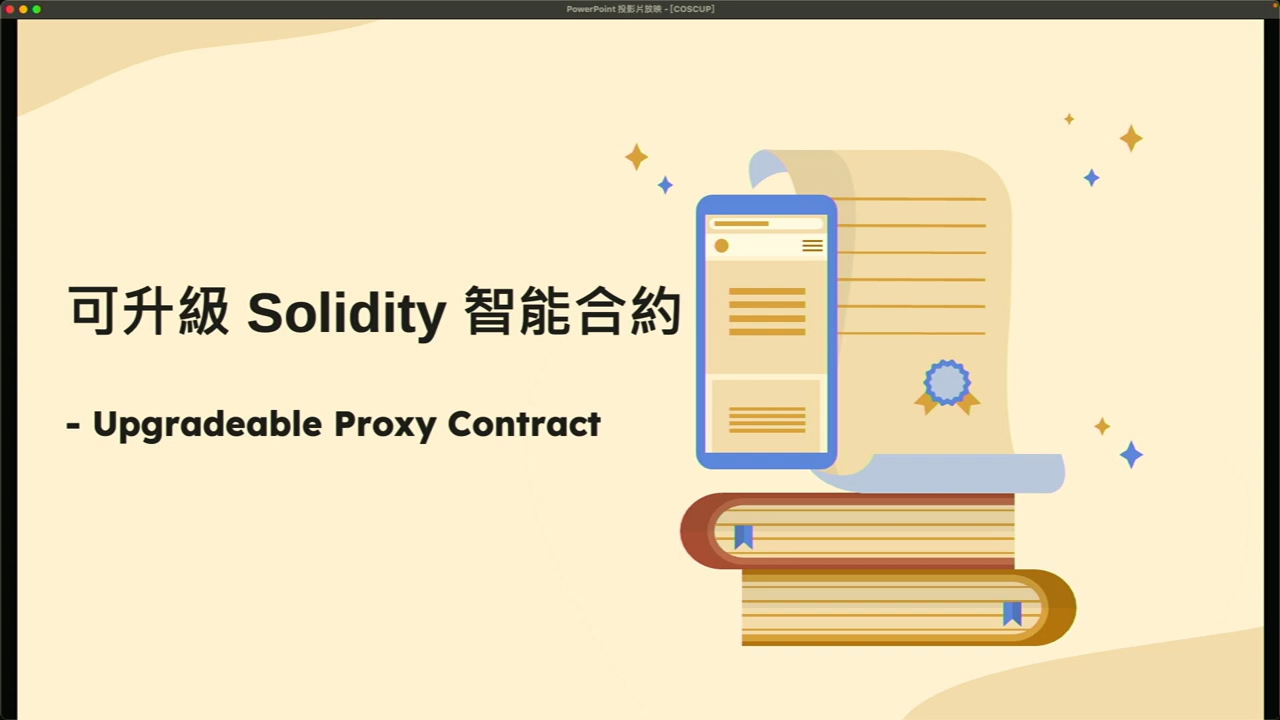 PowerPoint 投影片放映 - [COSCUP]
可升級 Solidity 智能合約
- Upgradeable Proxy Contract